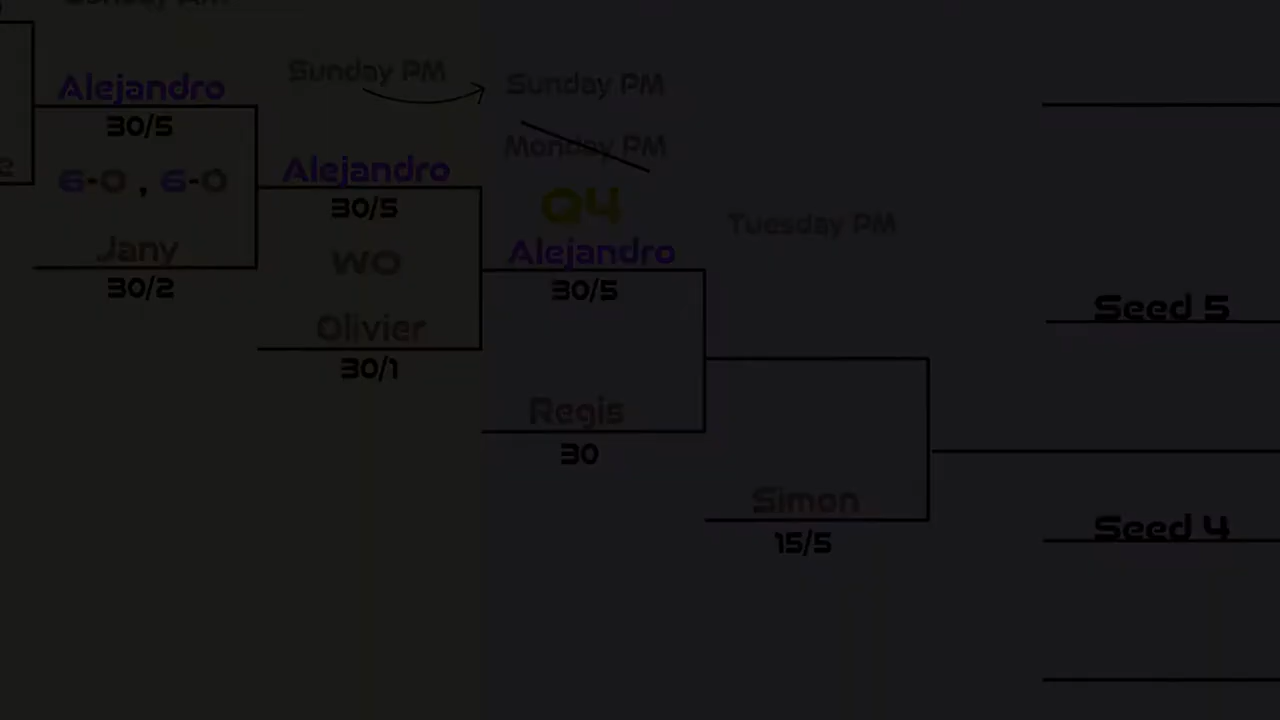 Sunday AM
Alejandro
30/5
6-0 , 6-0
Jany
30/2
Sunday PM
Alejandro
30/5
WO
Olivier
30/1
Sunday PM
Monday PM
Q4
Alejandro
30/5
Regis
30
Tuesday PM
Simon
15/5
Seed 5
Seed 4